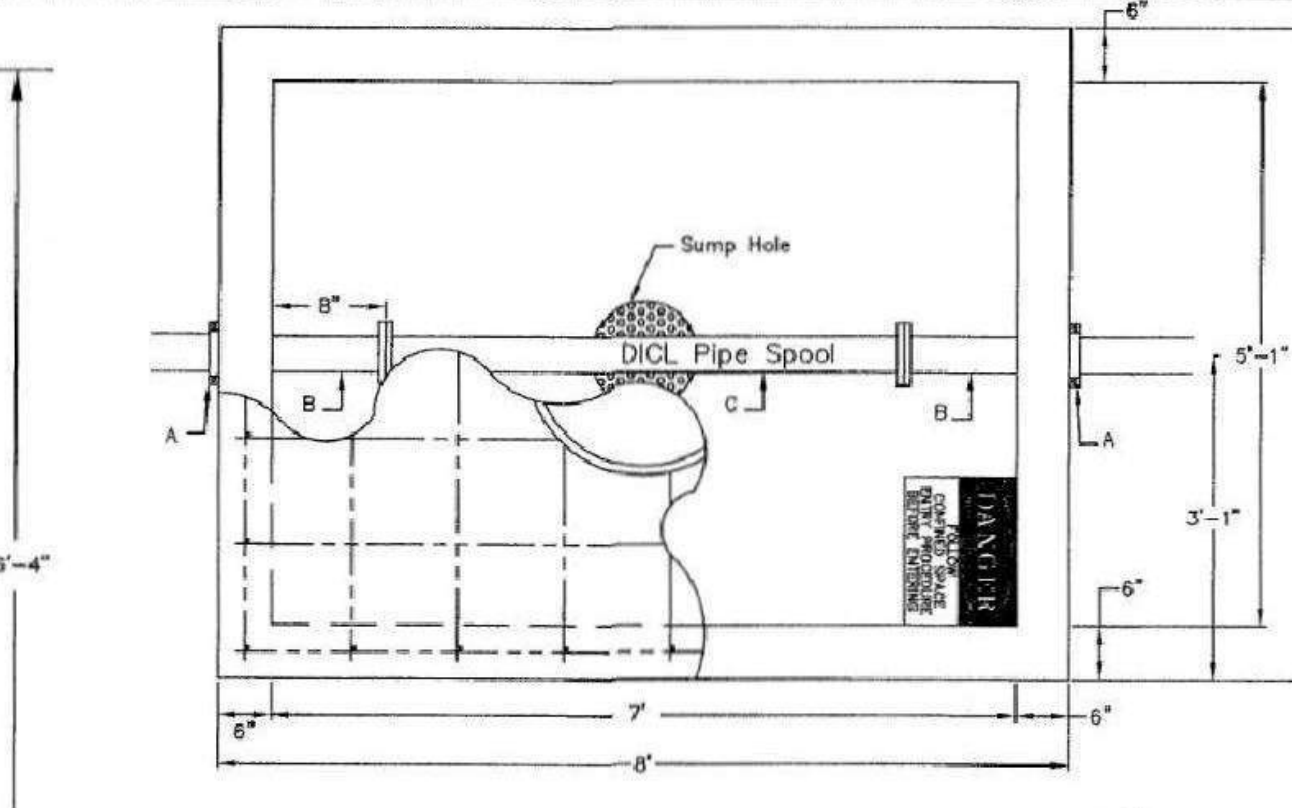 6"
Sump Hole
8"
DICL Pipe Spool
5'-1"
B
C
B
A
A
3'-1"
DANGER
FOLLOW
CONFINED SPACE
ENTRY PROCEDURE
BEFORE ENTERING
6"
7'
6"
6"
8'